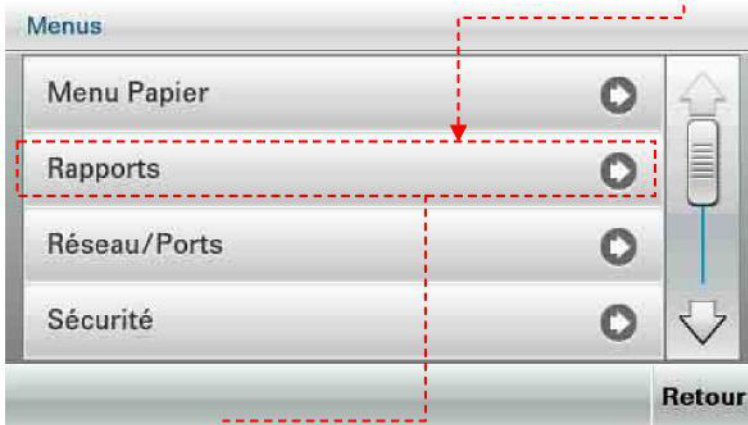 Menus
Menu Papier
Rapports
Réseau/Ports
Sécurité
Retour